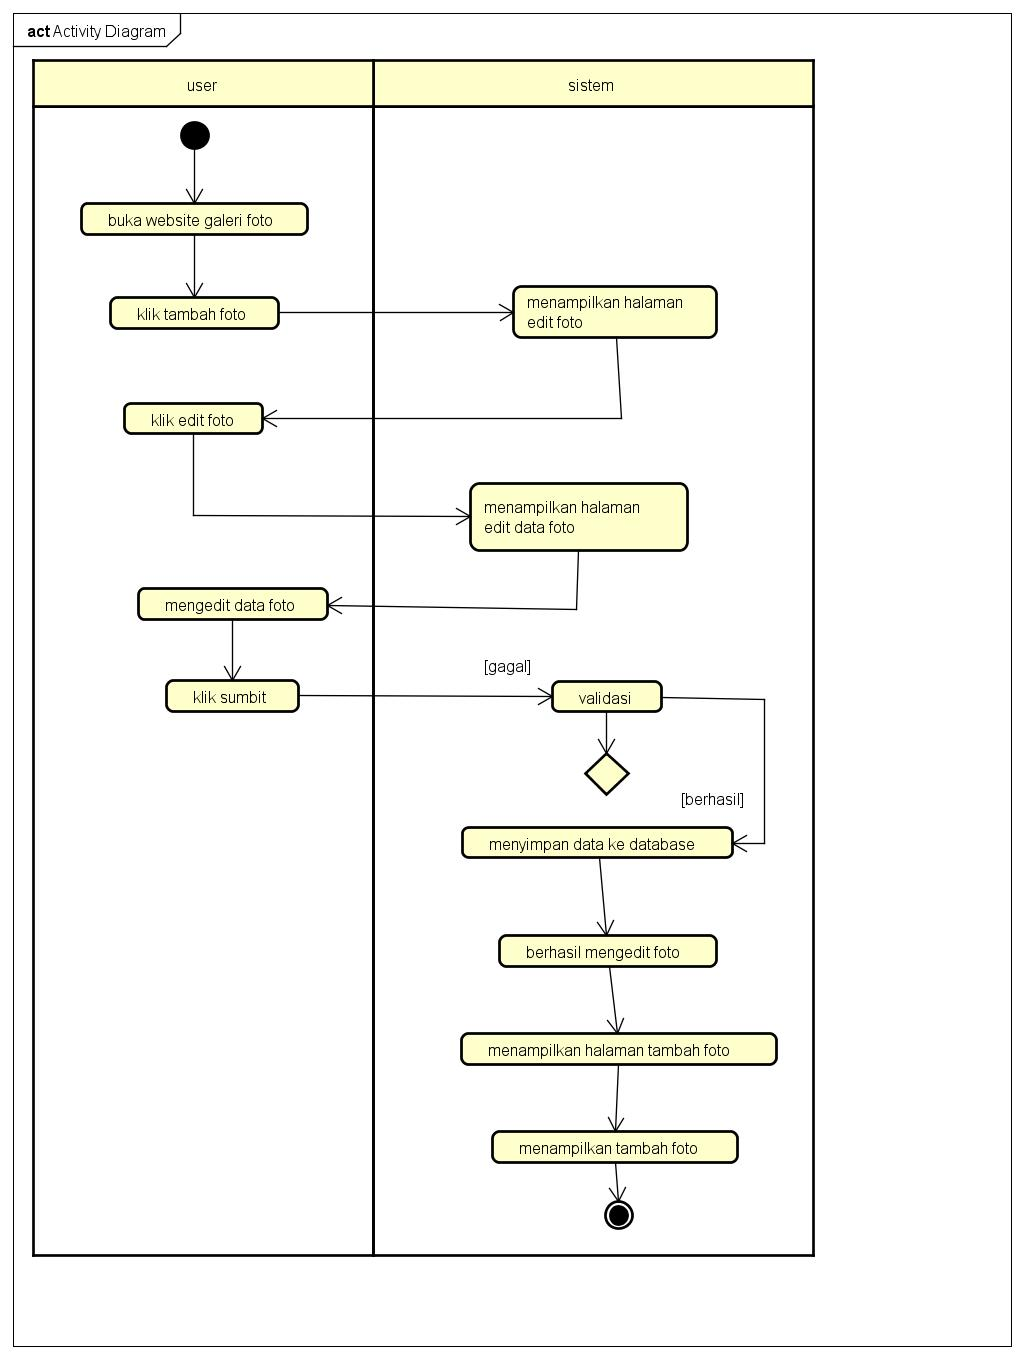 act Activity Diagram
user
sistem
buka website galeri foto
klik tambah foto
menampilkan halaman
edit foto
klik edit foto
menampilkan halaman
edit data foto
mengedit data foto
[gagal]
klik sumbit
validasi
[berhasil]
menyimpan data ke database
berhasil mengedit foto
menampilkan halaman tambah foto
menampilkan tambah foto